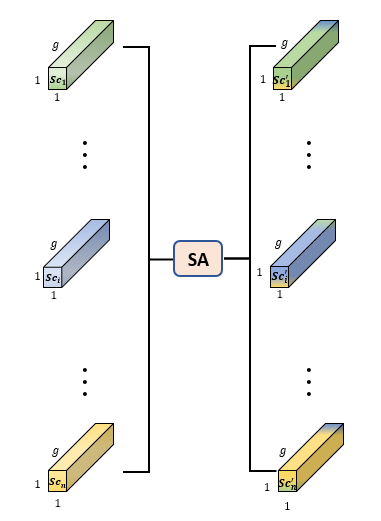 g g
1 Sc₁ 1 Sc′₁
1 1
SA
g g
1 Scᵢ 1 Sc′ᵢ
1 1
g g
1 Scₙ 1 Sc′ₙ
1 1